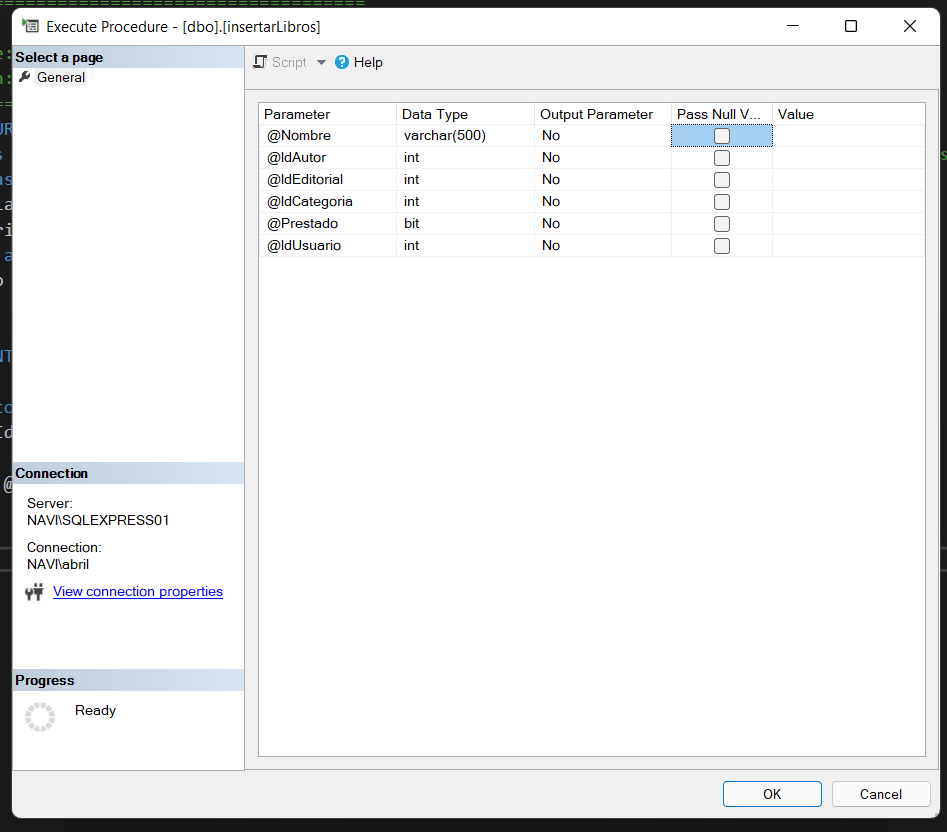 Execute Procedure - [dbo].[insertarLibros]
Select a page
General
Script
Help
Parameter Data Type Output Parameter Pass Null V... Value
@Nombre varchar(500) No
@IdAutor int No
@IdEditorial int No
@IdCategoria int No
@Prestado bit No
@IdUsuario int No
Connection
Server:
NAVI\SQLEXPRESS01
Connection:
NAVI\abril
View connection properties
Progress
Ready
OK Cancel